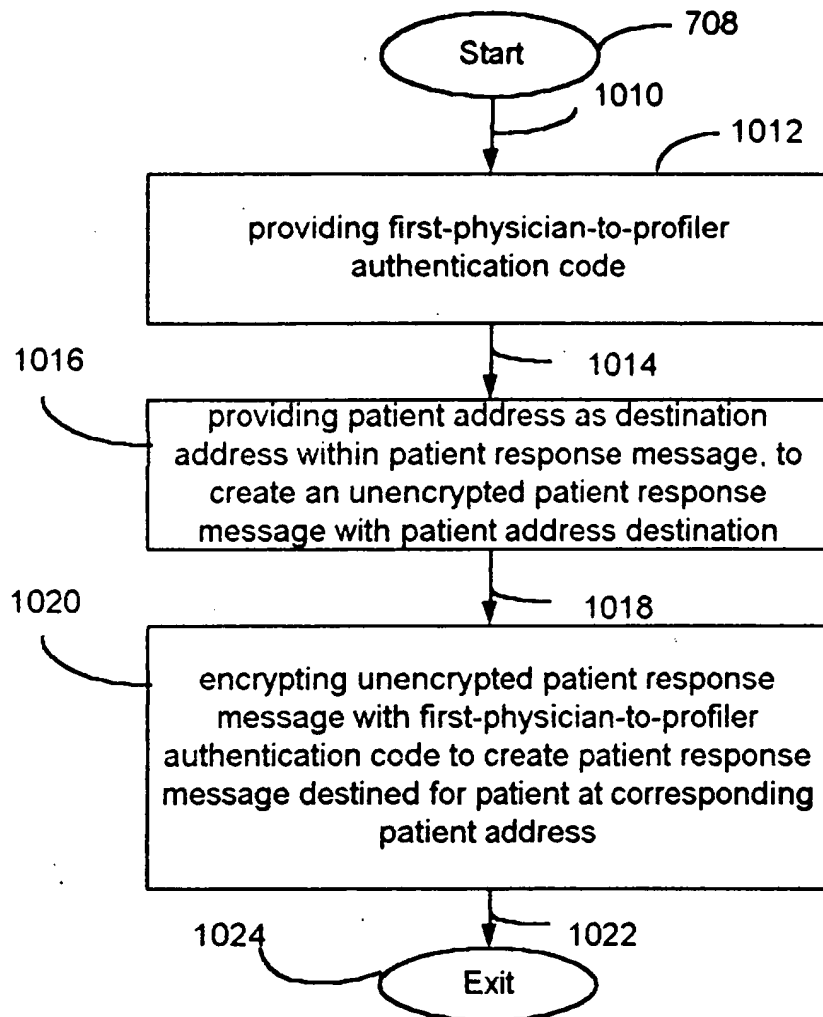 Start
708
1010
1012
providing first-physician-to-profiler
authentication code
1014
1016
providing patient address as destination
address within patient response message, to
create an unencrypted patient response
message with patient address destination
1018
1020
encrypting unencrypted patient response
message with first-physician-to-profiler
authentication code to create patient response
message destined for patient at corresponding
patient address
1022
1024
Exit